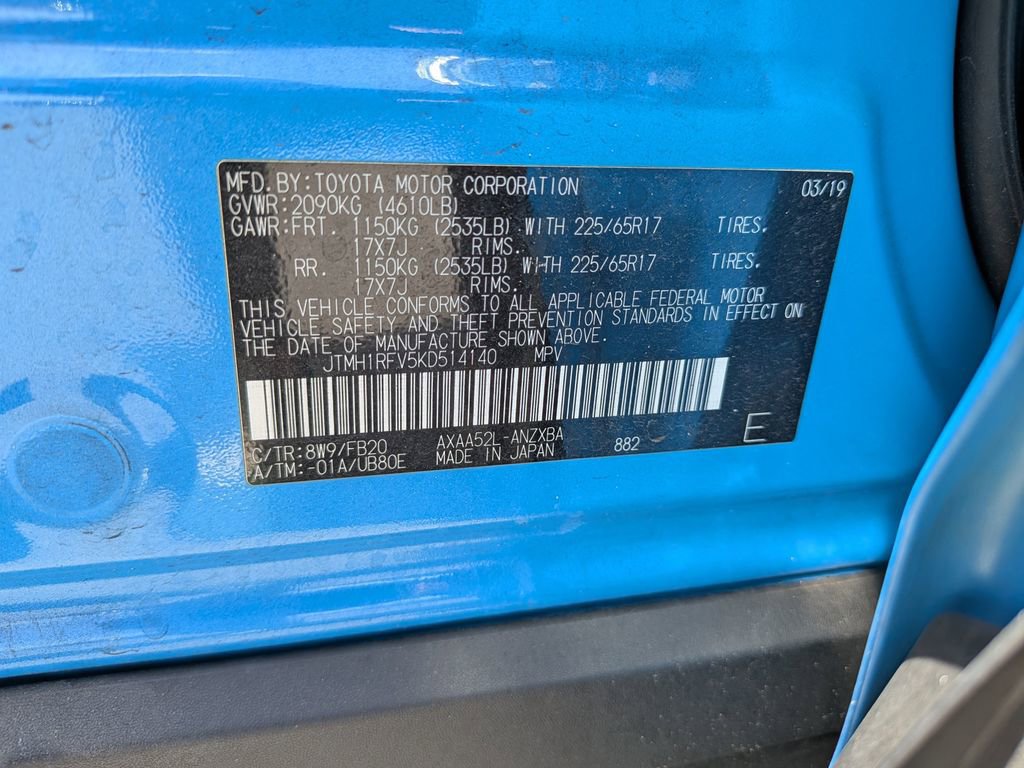 MFD. BY:TOYOTA MOTOR CORPORATION 03/19
GVWR:2090KG (4610LB)
GAWR:FRT. 1150KG (2535LB) WITH 225/65R17 TIRES.
17X7J RIMS.
RR. 1150KG (2535LB) WITH 225/65R17 TIRES.
17X7J RIMS.
THIS VEHICLE CONFORMS TO ALL APPLICABLE FEDERAL MOTOR
VEHICLE SAFETY AND THEFT PREVENTION STANDARDS IN EFFECT ON
THE DATE OF MANUFACTURE SHOWN ABOVE.
JTMH1RFV5KD514140 MPV
C/TR:8W9/FB20 AXAA52L-ANZXBA
A/TM:-01A/UB80E MADE IN JAPAN 882 E